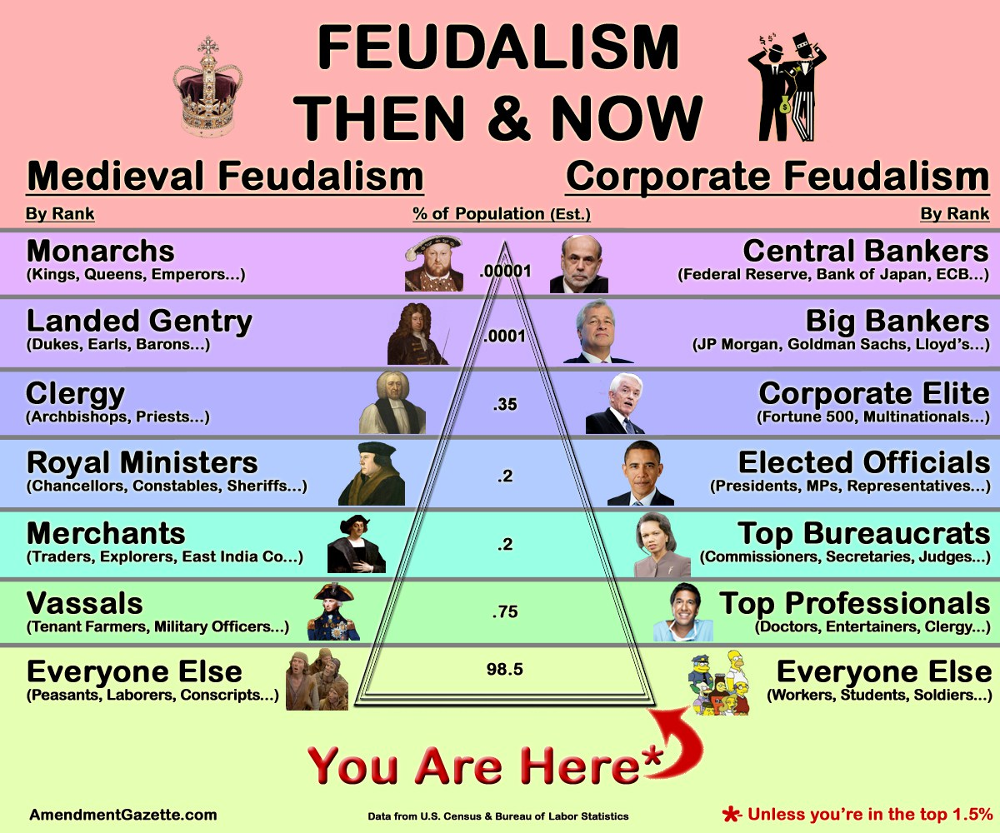 FEUDALISM
THEN & NOW
$ $ $
$
Medieval Feudalism
Corporate Feudalism
By Rank
% of Population (Est.)
By Rank
Monarchs
(Kings, Queens, Emperors...)
.00001
Central Bankers
(Federal Reserve, Bank of Japan, ECB...)
Landed Gentry
(Dukes, Earls, Barons...)
.0001
Big Bankers
(JP Morgan, Goldman Sachs, Lloyd's...)
Clergy
(Archbishops, Priests...)
.35
Corporate Elite
(Fortune 500, Multinationals...)
Royal Ministers
(Chancellors, Constables, Sheriffs...)
.2
Elected Officials
(Presidents, MPs, Representatives...)
Merchants
(Traders, Explorers, East India Co...)
.2
Top Bureaucrats
(Commissioners, Secretaries, Judges...)
Vassals
(Tenant Farmers, Military Officers...)
.75
Top Professionals
(Doctors, Entertainers, Clergy...)
Everyone Else
(Peasants, Laborers, Conscripts...)
98.5
Everyone Else
(Workers, Students, Soldiers...)
You Are Here*
AmendmentGazette.com
Data from U.S. Census & Bureau of Labor Statistics
*- Unless you're in the top 1.5%